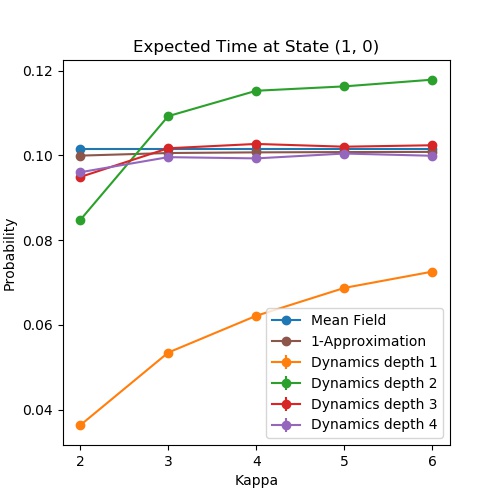 Expected Time at State (1, 0)
Probability
0.12
0.10
0.08
0.06
0.04
Mean Field
1-Approximation
Dynamics depth 1
Dynamics depth 2
Dynamics depth 3
Dynamics depth 4
2 3 4 5 6
Kappa